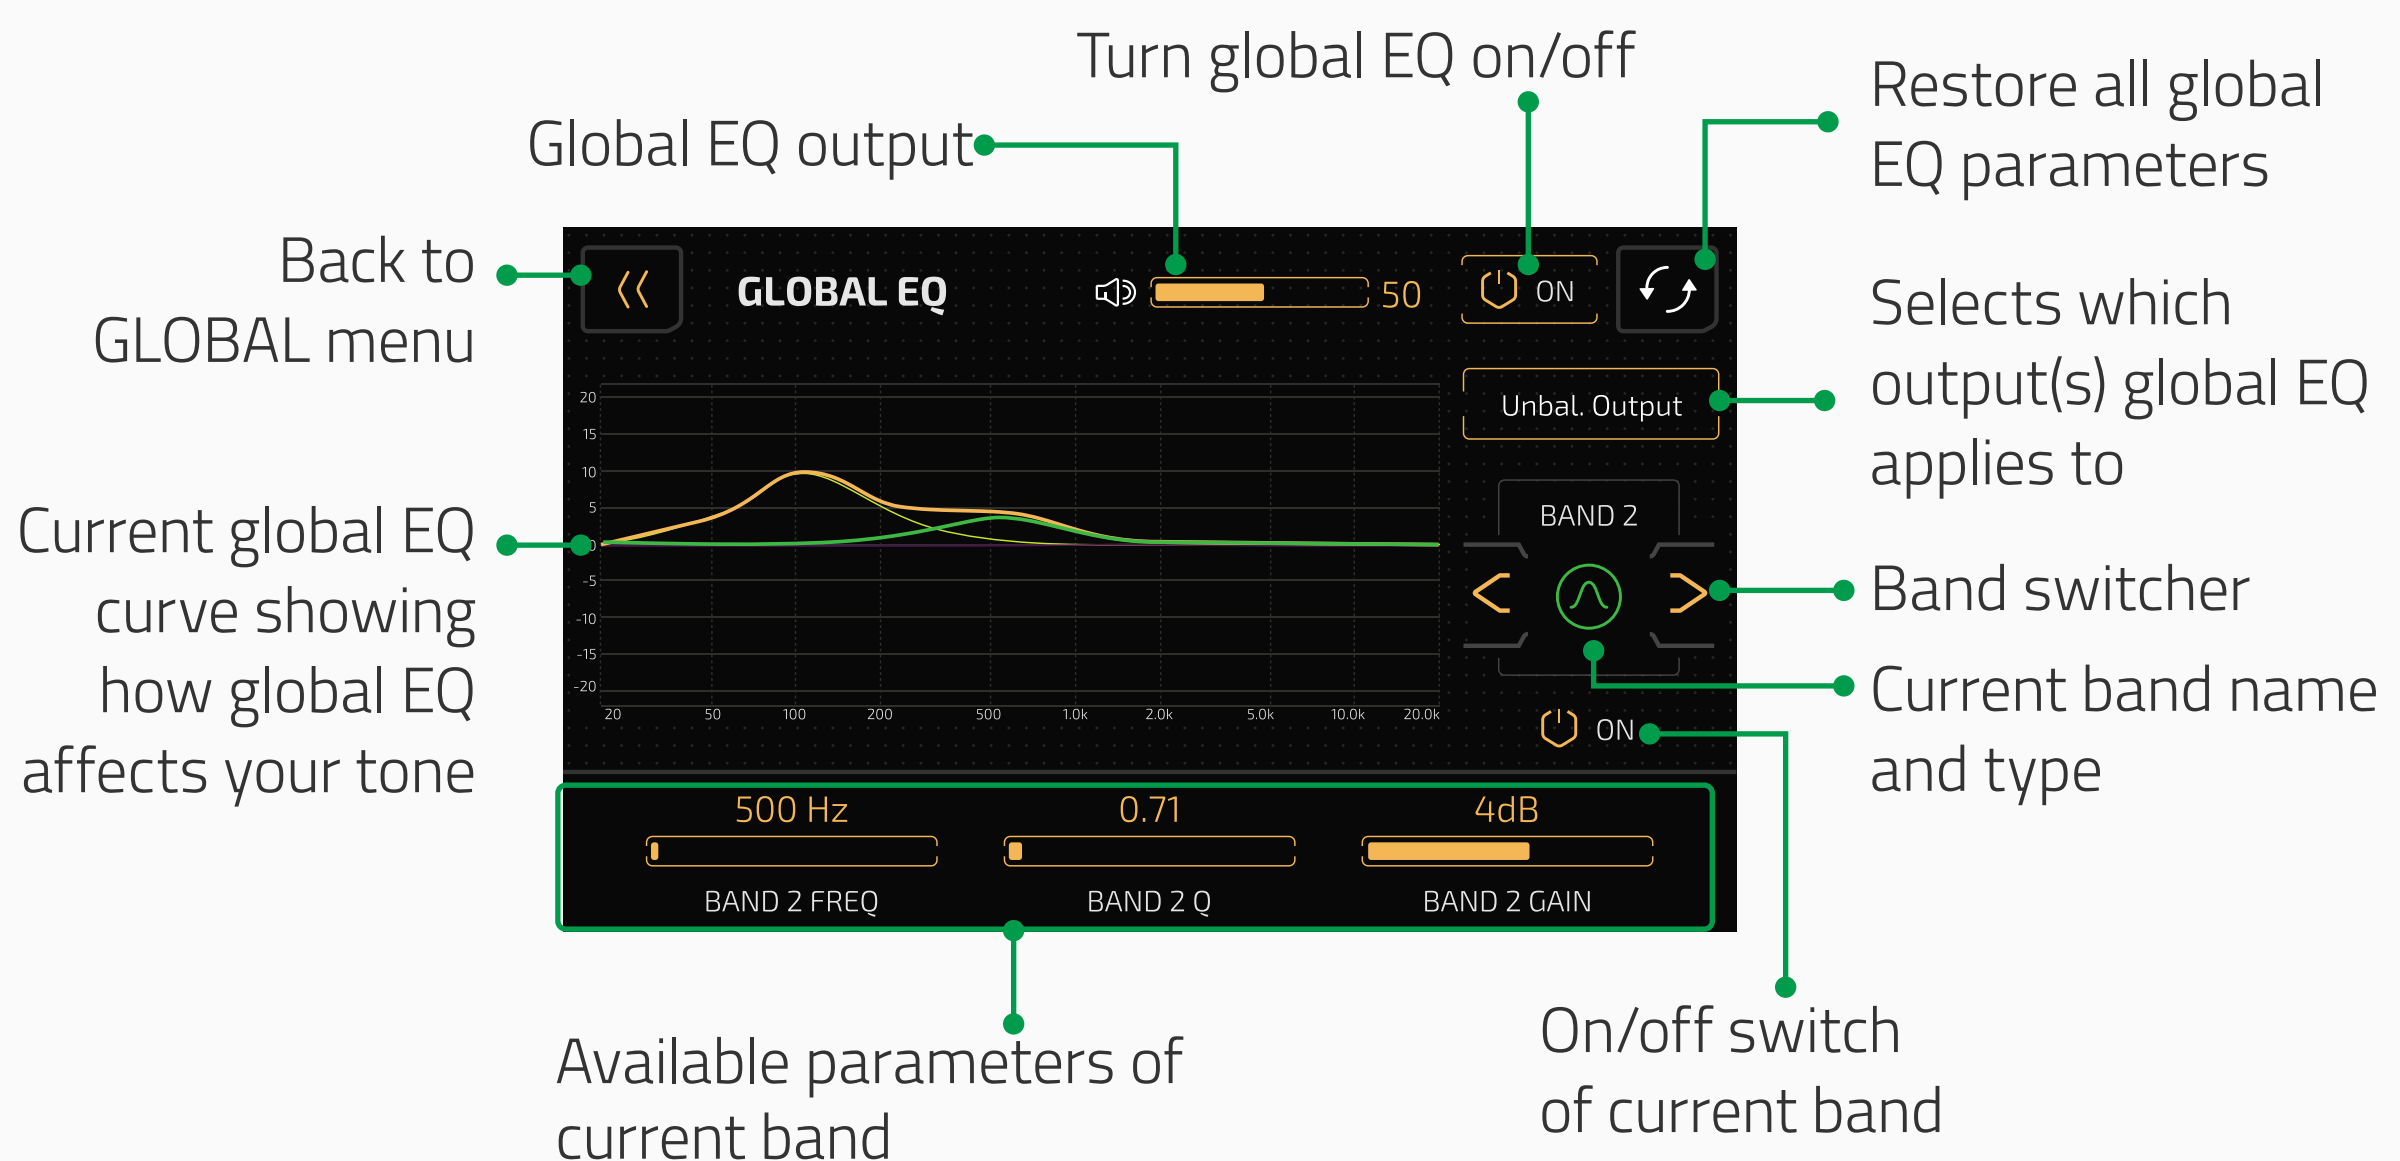 Turn global EQ on/off
Restore all global
EQ parameters
Global EQ output
Back to
GLOBAL menu
GLOBAL EQ
50
ON
Selects which
output(s) global EQ
applies to
Unbal. Output
20
15
10
5
0
-5
-10
-15
-20
20 50 100 200 500 1.0k 2.0k 5.0k 10.0k 20.0k
Current global EQ
curve showing
how global EQ
affects your tone
BAND 2
Band switcher
Current band name
and type
ON
500 Hz 0.71 4dB
BAND 2 FREQ BAND 2 Q BAND 2 GAIN
Available parameters of
current band
On/off switch
of current band